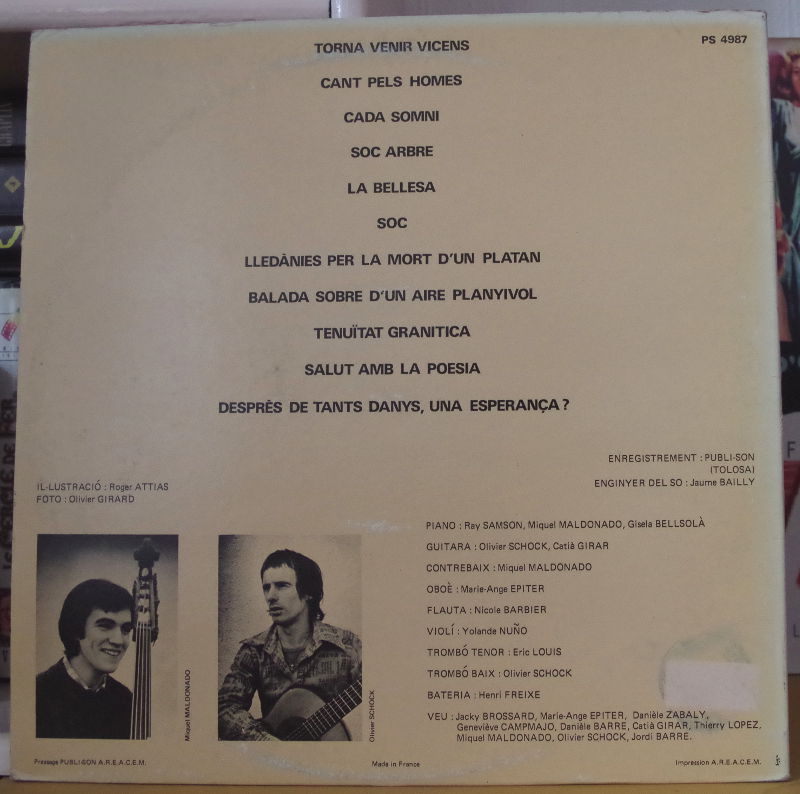 PS 4987
TORNA VENIR VICENS
CANT PELS HOMES
CADA SOMNI
SOC ARBRE
LA BELLESA
SOC
LLEDÀNIES PER LA MORT D'UN PLATAN
BALADA SOBRE D'UN AIRE PLANYIVOL
TENUÏTAT GRANITICA
SALUT AMB LA POESIA
DESPRÈS DE TANTS DANYS, UNA ESPERANÇA ?
ENREGISTREMENT : PUBLI-SON
(TOLOSA)
ENGINYER DEL SO : Jaume BAILLY
IL-LUSTRACIÓ : Roger ATTIAS
FOTO : Olivier GIRARD
PIANO : Ray SAMSON, Miquel MALDONADO, Gisela BELLSOLÀ
GUITARA : Olivier SCHOCK, Catià GIRAR
CONTREBAIX : Miquel MALDONADO
OBOÈ : Marie-Ange EPITER
FLAUTA : Nicole BARBIER
VIOLÍ : Yolande NUÑO
TROMBÓ TENOR : Eric LOUIS
TROMBÓ BAIX : Olivier SCHOCK
BATERIA : Henri FREIXE
VEU : Jacky BROSSARD, Marie-Ange EPITER, Danièle ZABALY,
Geneviève CAMPMAJO, Danièle BARRE, Catià GIRAR, Thierry LOPEZ,
Miquel MALDONADO, Olivier SCHOCK, Jordi BARRE.
Miquel MALDONADO
Olivier SCHOCK
Pressage PUBLI-SON A.R.E.A.C.E.M.
Made in France
Impression A.R.E.A.C.E.M.